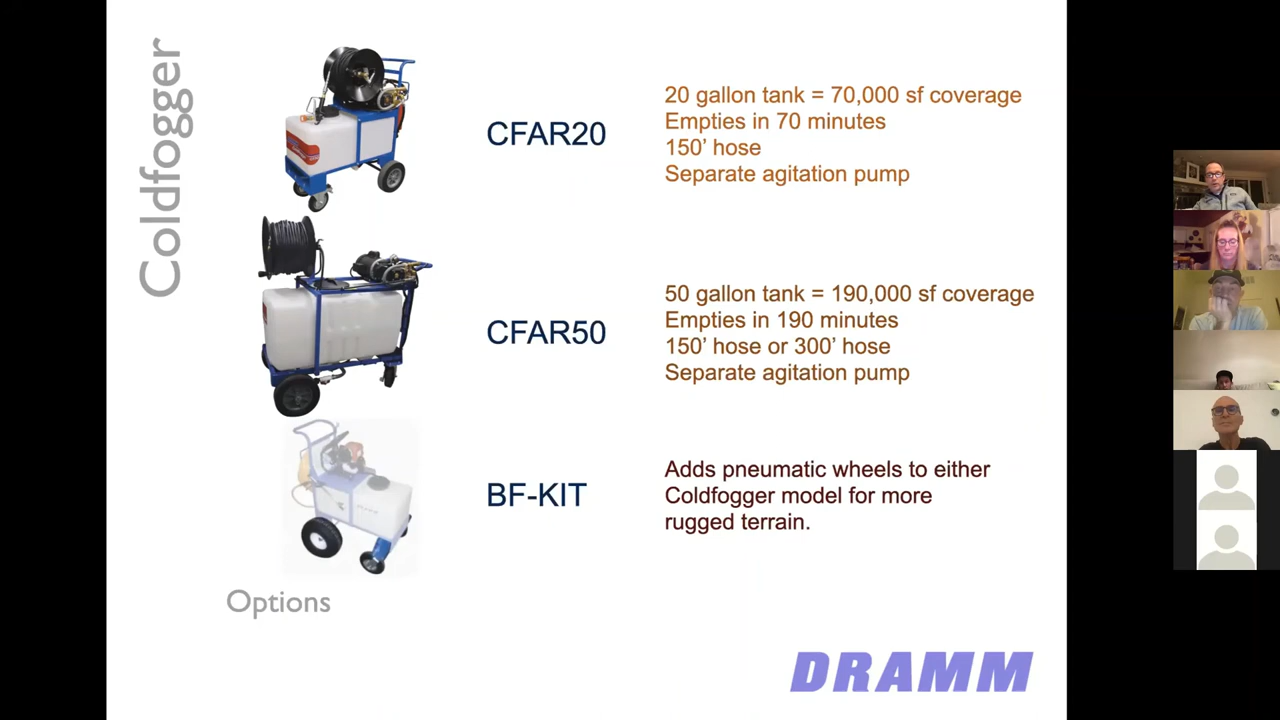 Coldfogger
CFAR20
20 gallon tank = 70,000 sf coverage
Empties in 70 minutes
150’ hose
Separate agitation pump
CFAR50
50 gallon tank = 190,000 sf coverage
Empties in 190 minutes
150’ hose or 300’ hose
Separate agitation pump
BF-KIT
Adds pneumatic wheels to either
Coldfogger model for more
rugged terrain.
Options
DRAMM